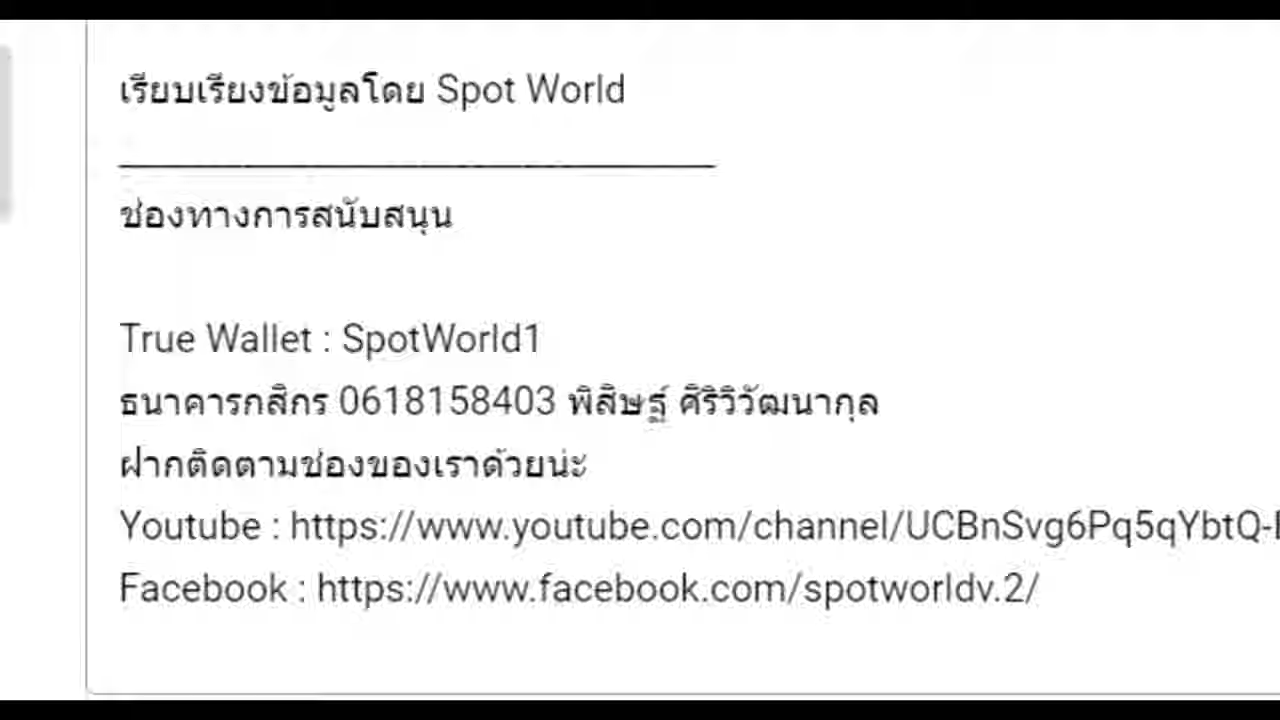 เรียบเรียงข้อมูลโดย Spot World
ช่องทางการสนับสนุน
True Wallet : SpotWorld1
ธนาคารกสิกร 0618158403 พิสิษฐ์ ศิริวิวัฒนากุล
ฝากติดตามช่องของเราด้วยน่ะ
Youtube : https://www.youtube.com/channel/UCBnSvg6Pq5qYbtQ-
Facebook : https://www.facebook.com/spotworldv.2/